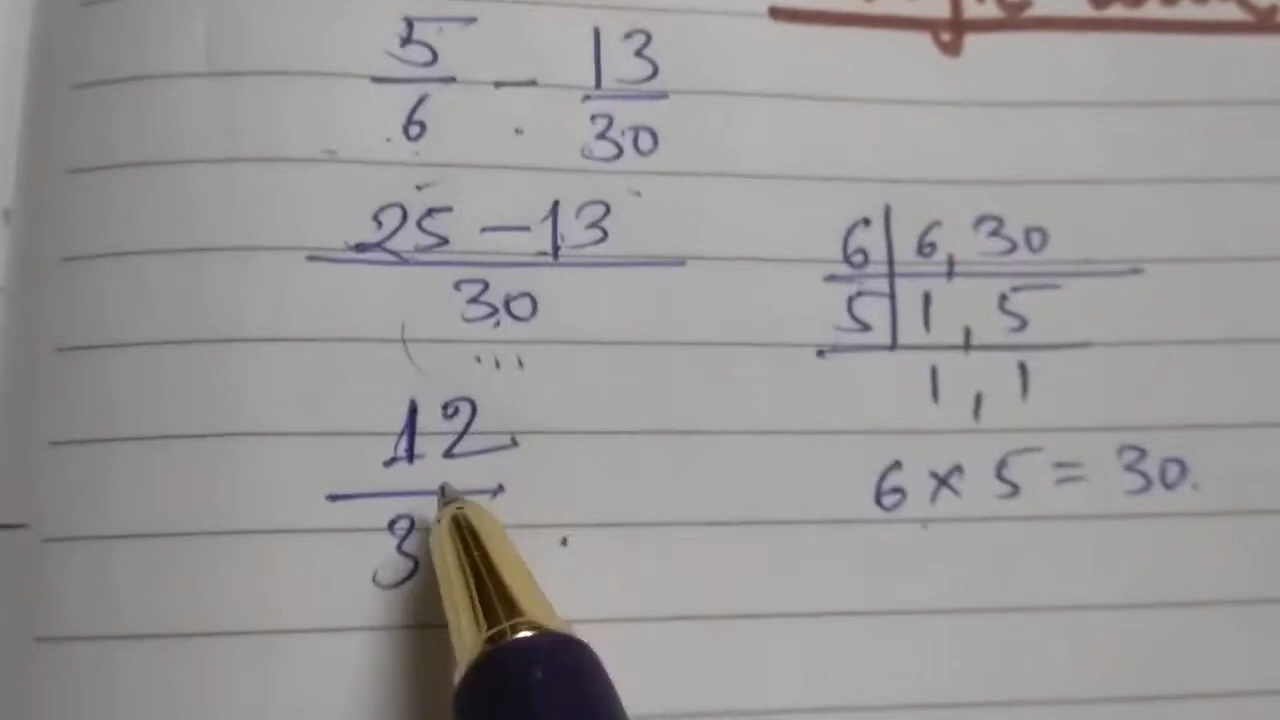 5/6 - 13/30
25 - 13 / 30
12 / 3
6 | 6, 30
5 | 1, 5
1, 1
6 × 5 = 30.